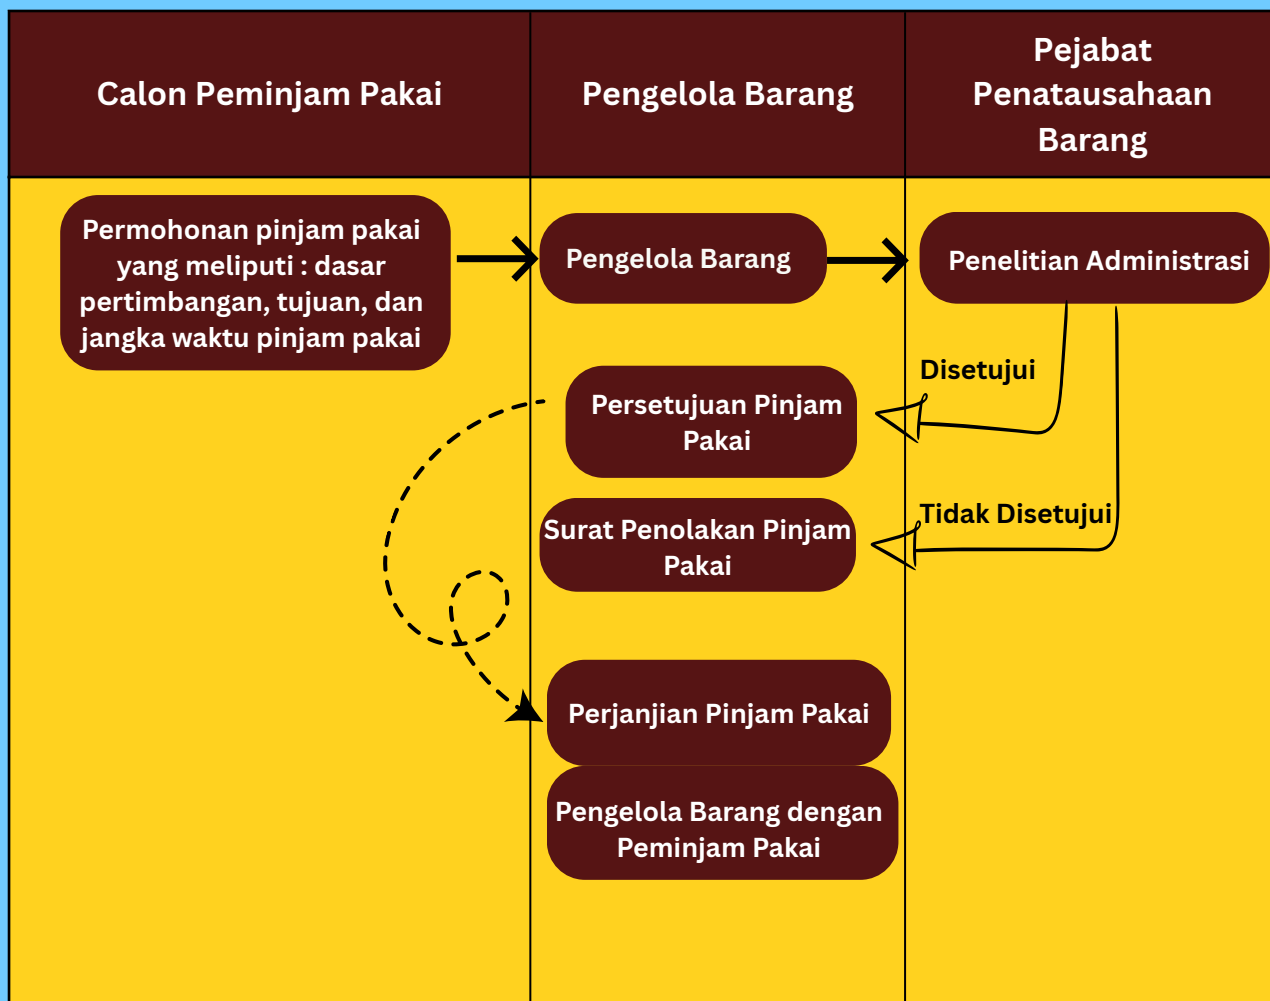 Calon Peminjam Pakai
Pengelola Barang
Pejabat
Penatausahaan
Barang
Permohonan pinjam pakai
yang meliputi : dasar
pertimbangan, tujuan, dan
jangka waktu pinjam pakai
Pengelola Barang
Penelitian Administrasi
Disetujui
Persetujuan Pinjam
Pakai
Tidak Disetujui
Surat Penolakan Pinjam
Pakai
Perjanjian Pinjam Pakai
Pengelola Barang dengan
Peminjam Pakai